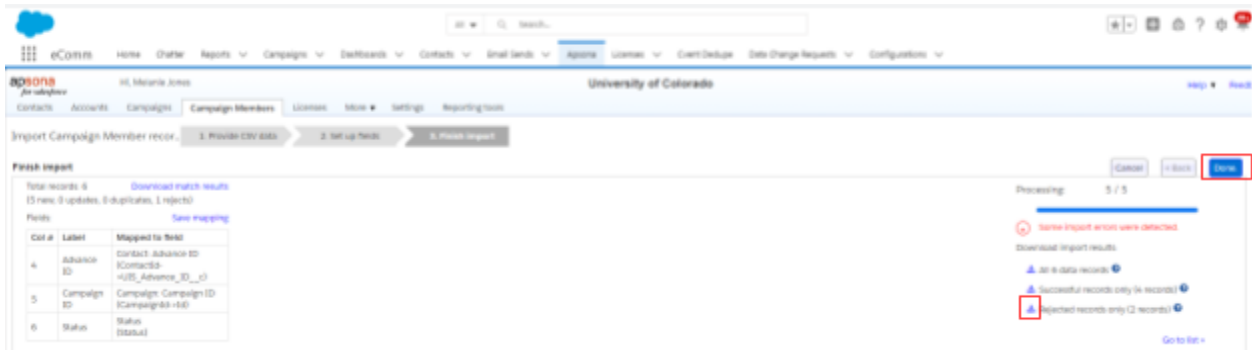 All Search...
eComm Home Chatter Reports Campaigns Dashboards Contacts Email Sends Apsona Licenses Event Dedupe Data Change Requests Configurations
apsona for salesforce Hi, Melanie Jones University of Colorado Help
Contacts Accounts Campaigns Campaign Members Licenses More Settings Reporting tools
Import Campaign Member recor... 1. Provide CSV data 2. Set up fields 3. Finish import
Finish import Cancel < Back Done
Total records: 6 Download match results
(5 new, 0 updates, 0 duplicates, 1 rejects)
Processing: 5 / 5
Fields: Save mapping
Some import errors were detected.
Col # Label Mapped to field
Download import results
4 Advance ID Contact: Advance ID
(ContactId-
>UIS_Advance_ID__c)
All 6 data records
5 Campaign ID Campaign: Campaign ID
(CampaignId->Id)
Successful records only (4 records)
Rejected records only (2 records)
6 Status Status
(Status)
Go to list »